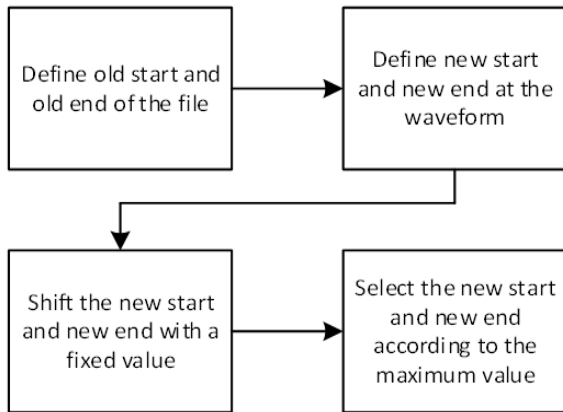 Define old start and
old end of the file
Define new start
and new end at the
waveform
Shift the new start
and new end with a
fixed value
Select the new start
and new end
according to the
maximum value